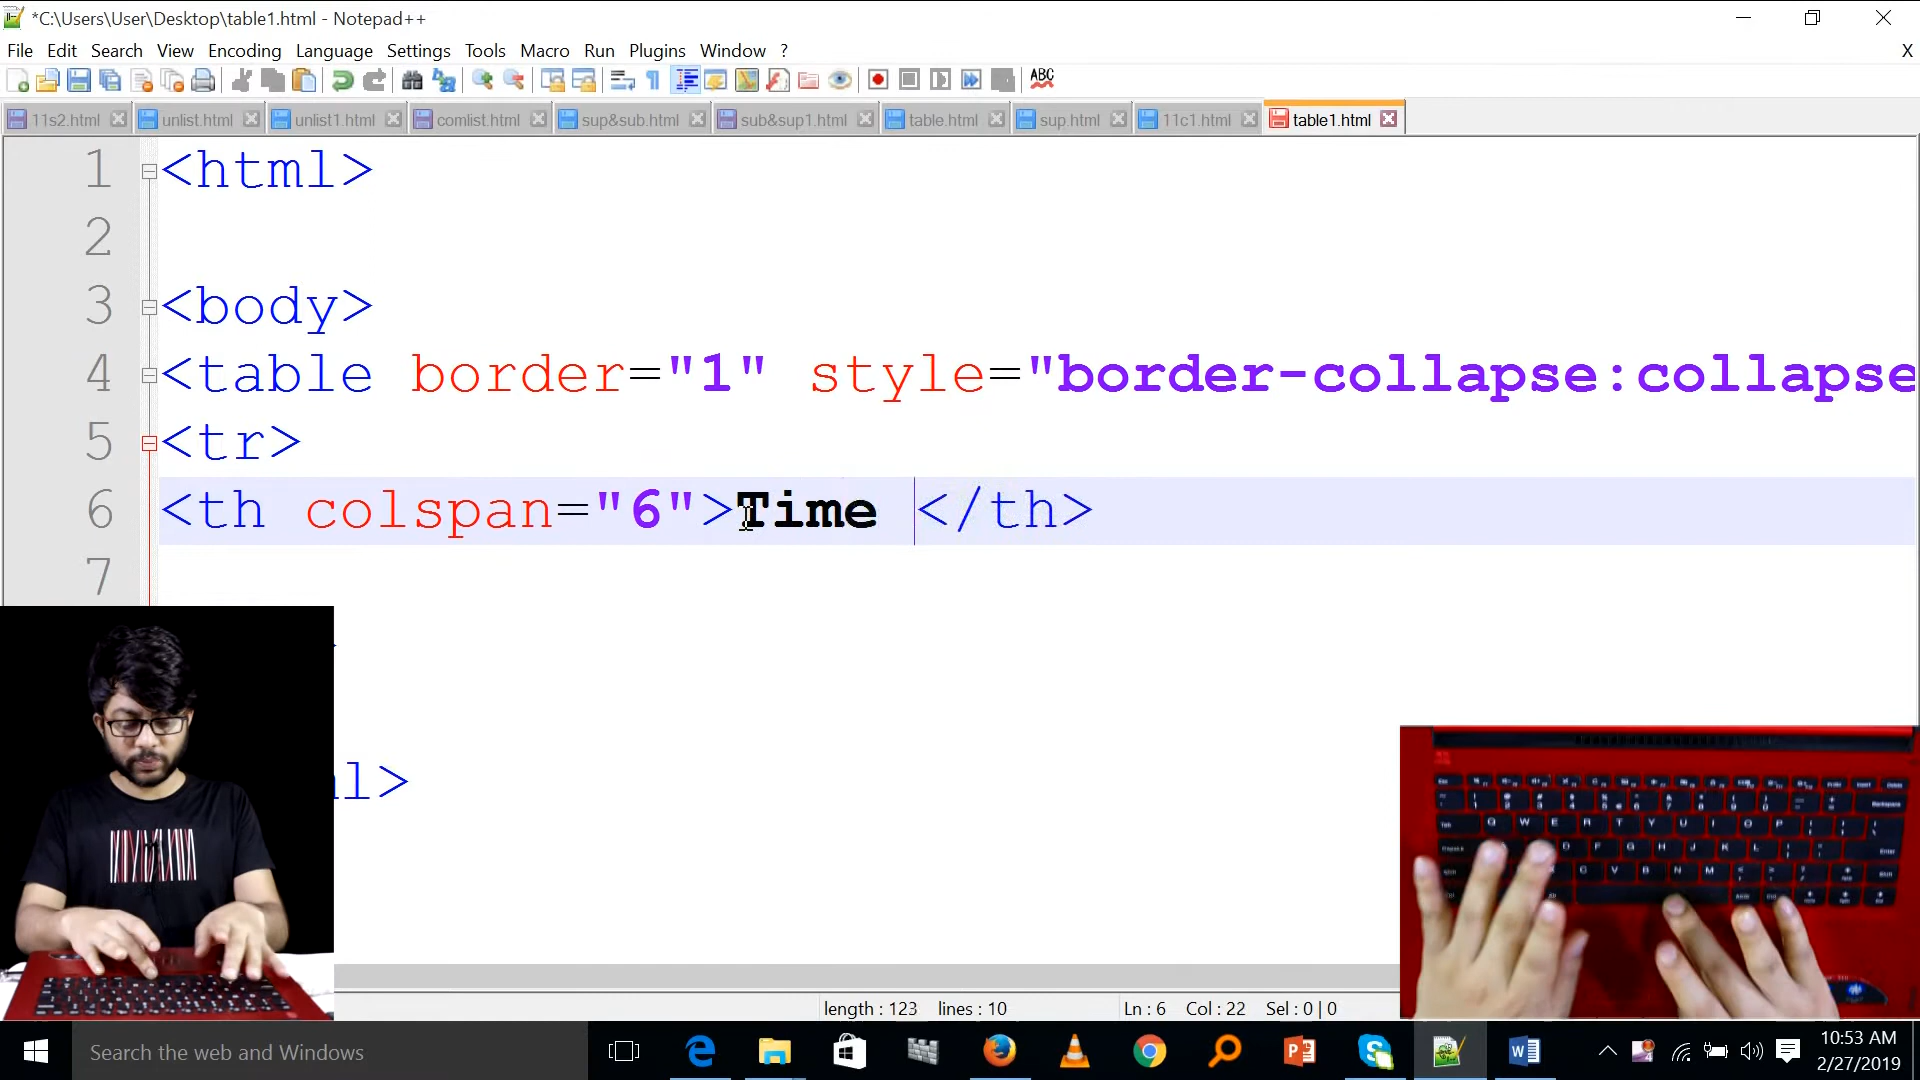 *C:\Users\User\Desktop\table1.html - Notepad++
File Edit Search View Encoding Language Settings Tools Macro Run Plugins Window ?
X
ABC
11s2.html unlist.html unlist1.html comlist.html sup&sub.html sub&sup1.html table.html sup.html 11c1.html table1.html
1 <html>
2
3 <body>
4 <table border="1" style="border-collapse:collapse
5 <tr>
6 <th colspan="6">Time </th>
7
l>
length : 123 lines : 10 Ln : 6 Col : 22 Sel : 0 | 0
Search the web and Windows
10:53 AM
2/27/2019